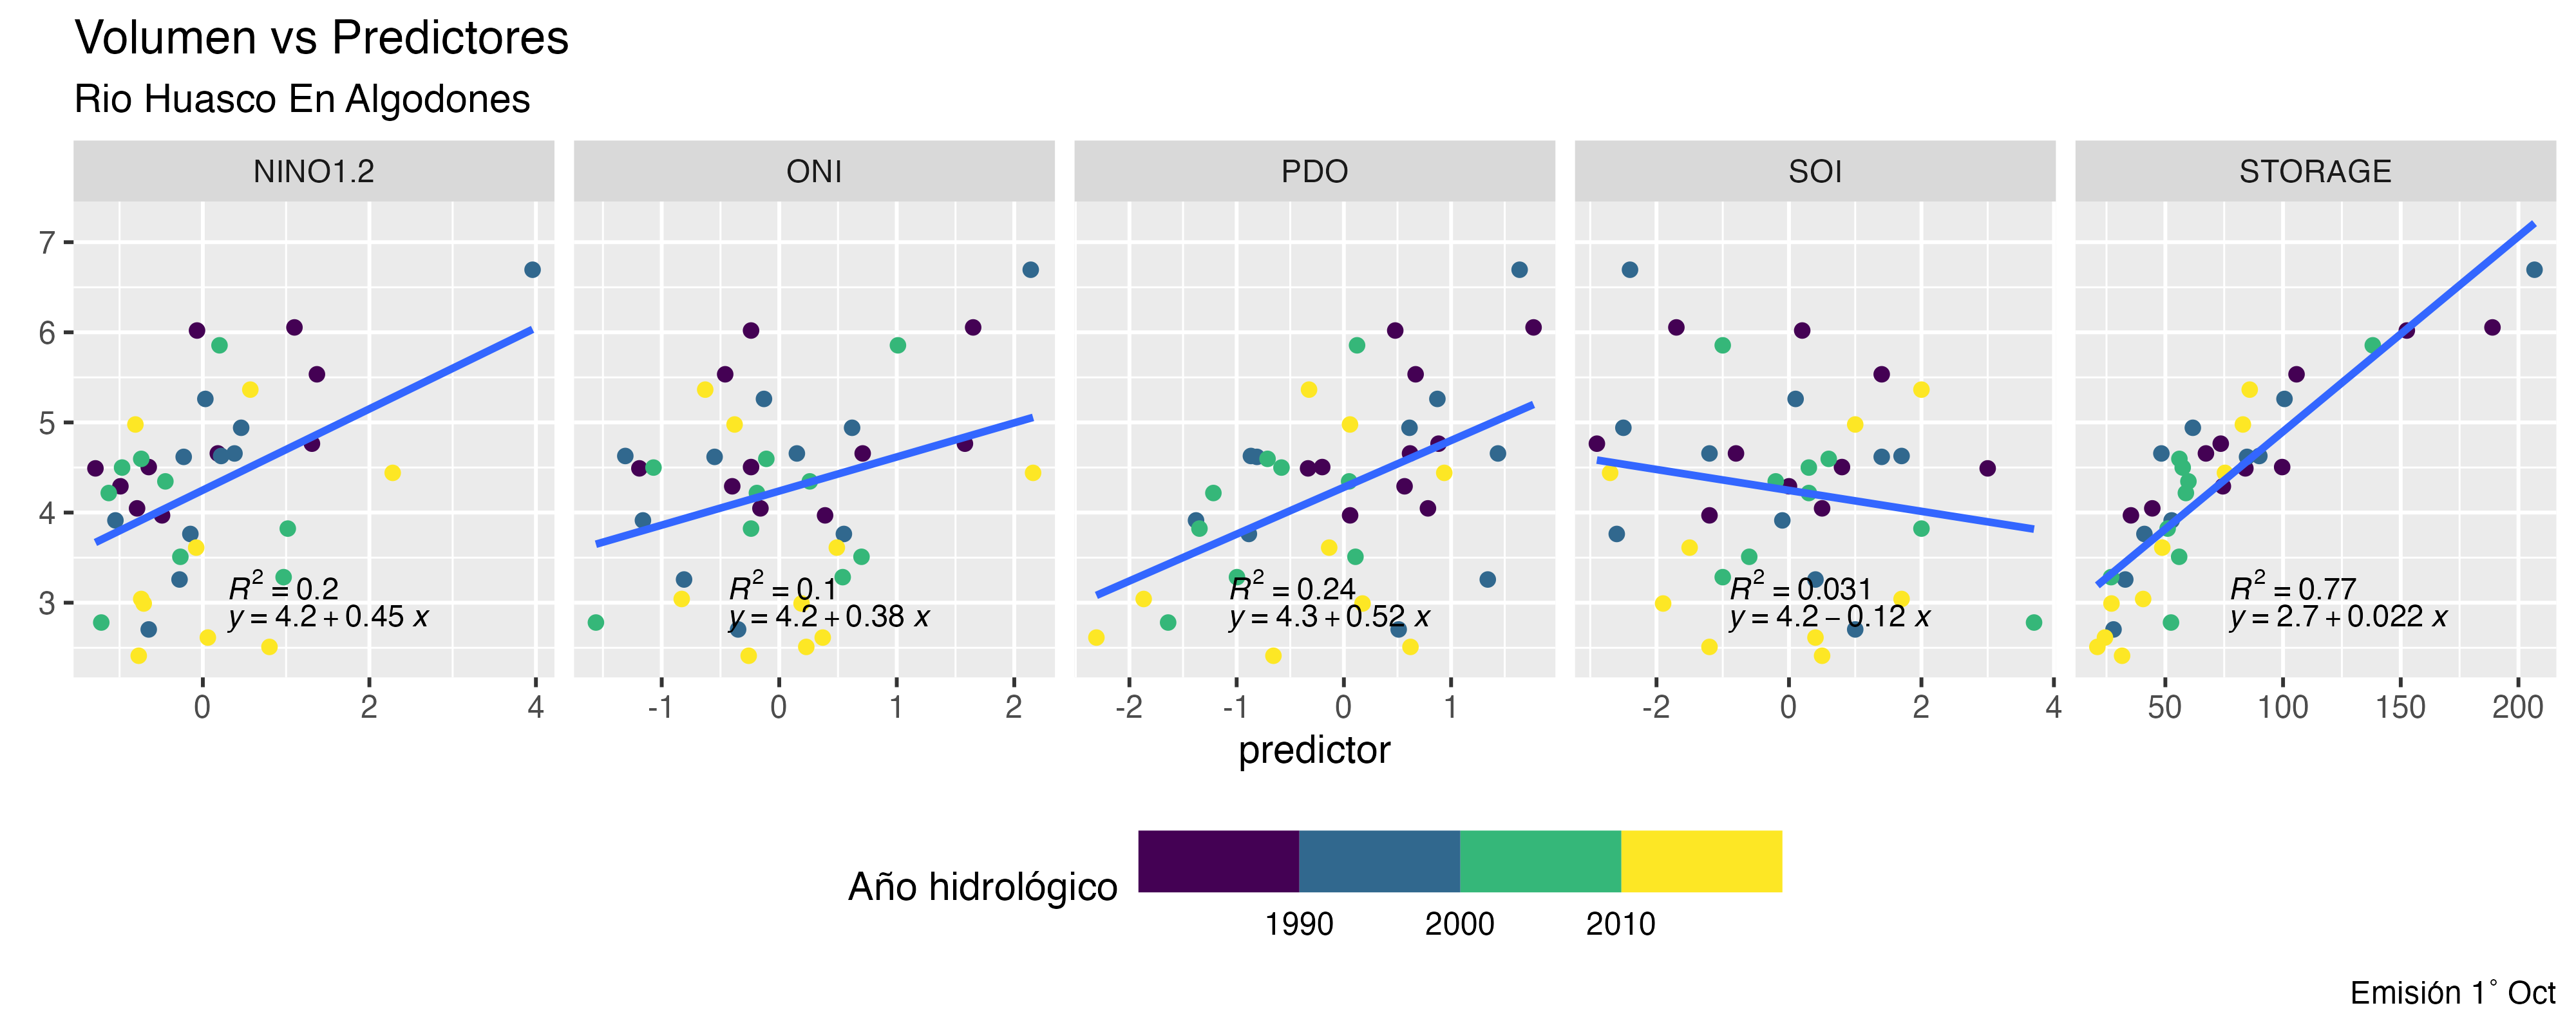 Volumen vs Predictores
Rio Huasco En Algodones
NINO1.2 ONI PDO SOI STORAGE
7
6
5
4
3
R² = 0.2 R² = 0.1 R² = 0.24 R² = 0.031 R² = 0.77
y = 4.2 + 0.45 x y = 4.2 + 0.38 x y = 4.3 + 0.52 x y = 4.2 − 0.12 x y = 2.7 + 0.022 x
0 2 4 -1 0 1 2 -2 -1 0 1 -2 0 2 4 50 100 150 200
predictor
Año hidrológico
1990 2000 2010
Emisión 1° Oct